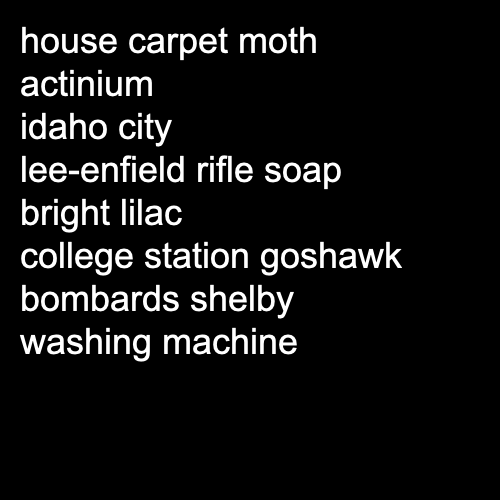 house carpet moth
actinium
idaho city
lee-enfield rifle soap
bright lilac
college station goshawk
bombards shelby
washing machine